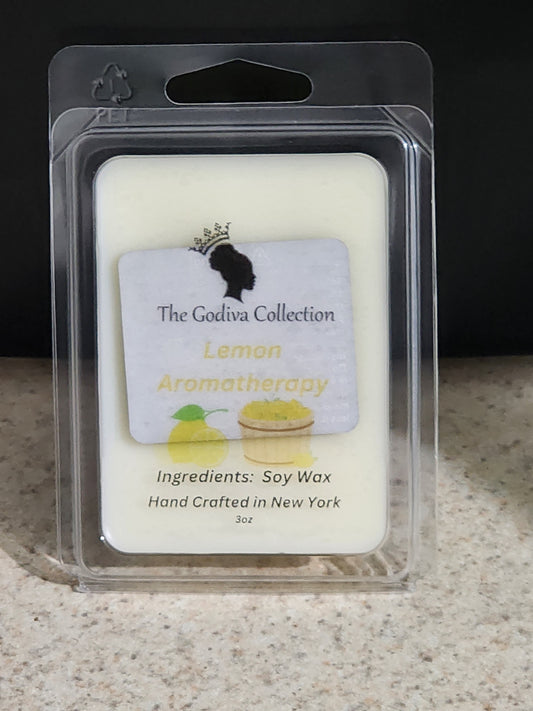 PET
The Godiva Collection
Lemon
Aromatherapy
Ingredients: Soy Wax
Hand Crafted in New York
3oz